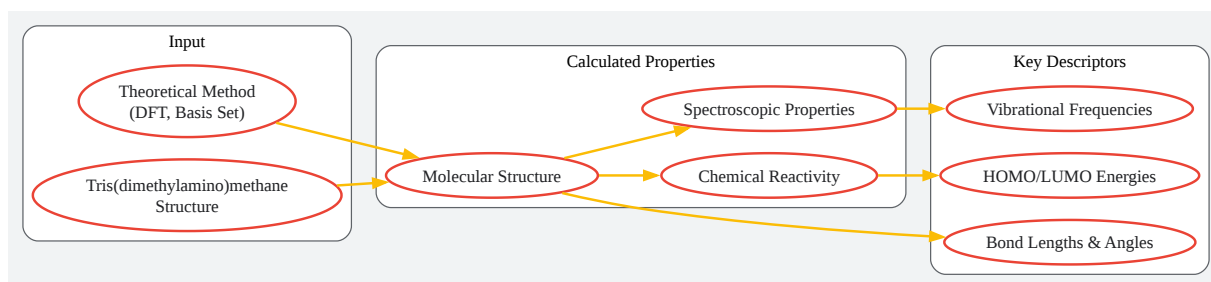 Input
Theoretical Method
(DFT, Basis Set)
Tris(dimethylamino)methane
Structure
Calculated Properties
Spectroscopic Properties
Molecular Structure
Chemical Reactivity
Key Descriptors
Vibrational Frequencies
HOMO/LUMO Energies
Bond Lengths & Angles